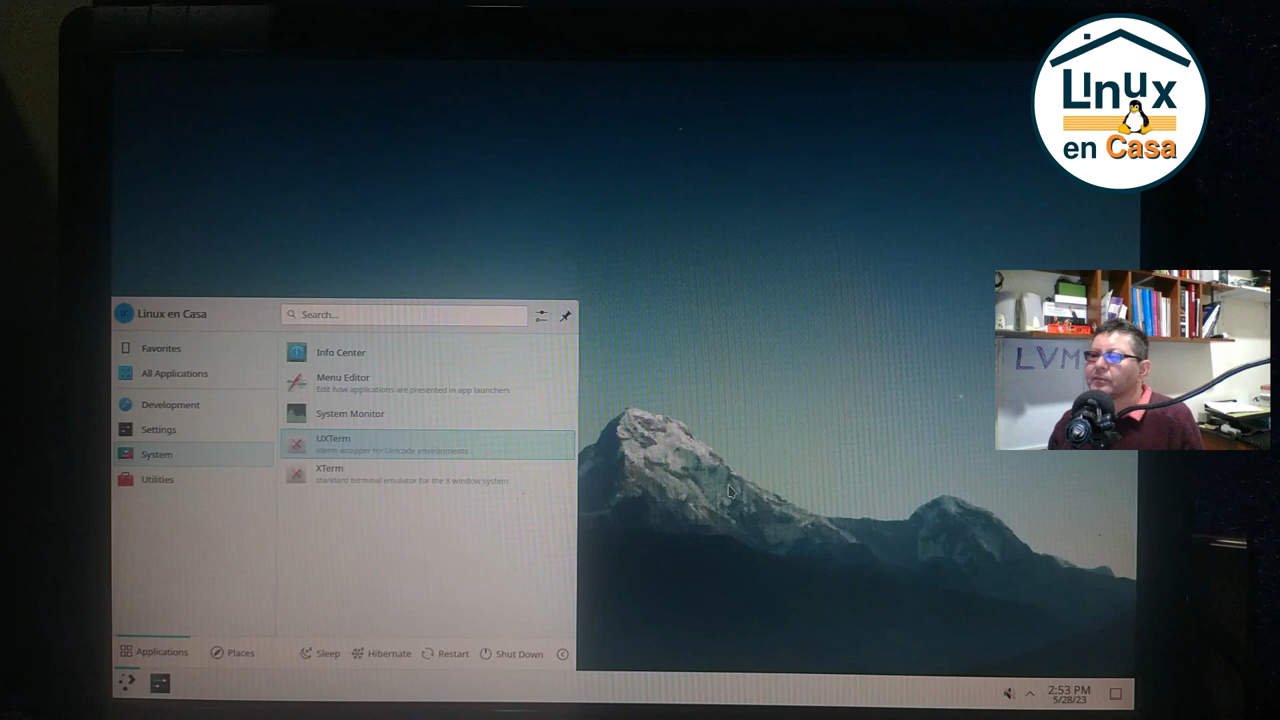 Linux
en Casa
Linux en Casa
Search...
Favorites
All Applications
Development
Settings
System
Utilities
Info Center
Menu Editor
Edit how applications are presented in app launchers
System Monitor
UXTerm
xterm wrapper for Unicode environments
XTerm
standard terminal emulator for the X window system
Applications
Places
Sleep
Hibernate
Restart
Shut Down
2:53 PM
5/28/23
LVM